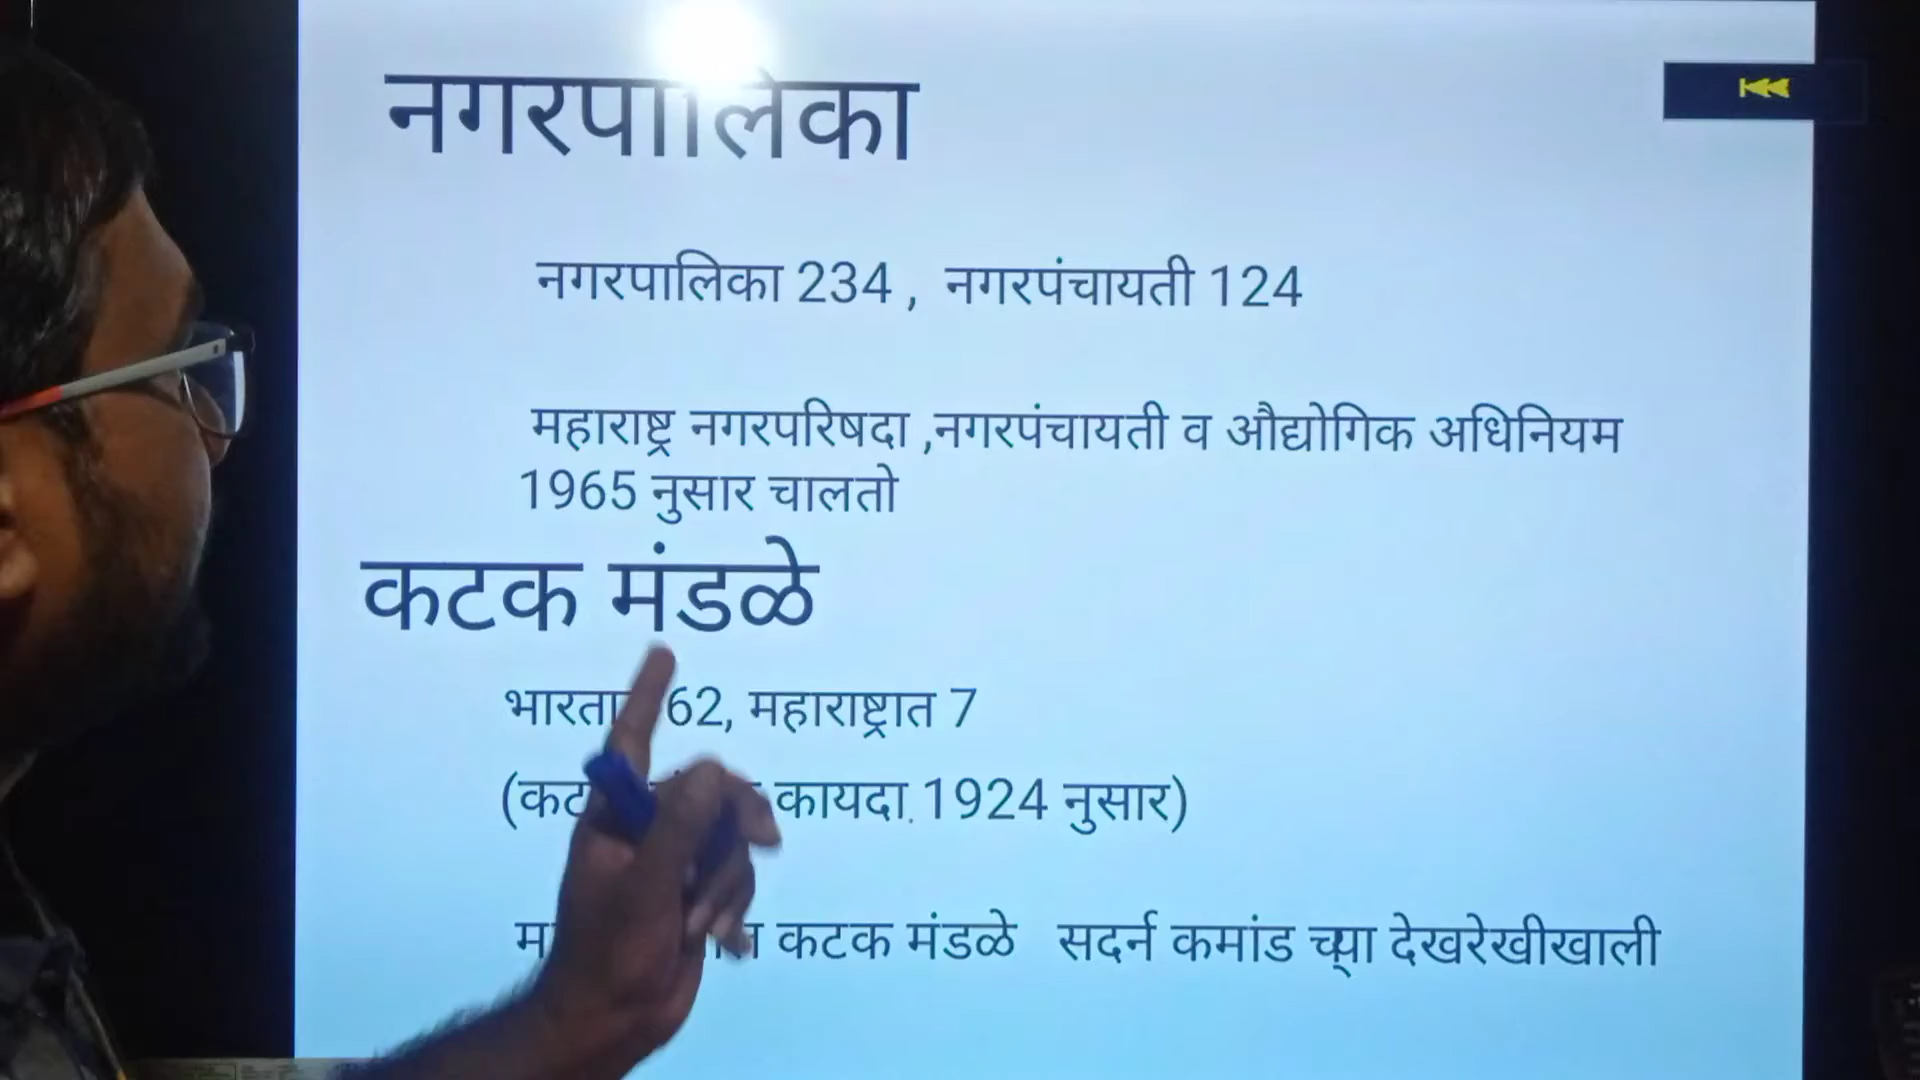 नगरपालिका
नगरपालिका 234 , नगरपंचायती 124
महाराष्ट्र नगरपरिषदा ,नगरपंचायती व औद्योगिक अधिनियम
1965 नुसार चालतो
कटक मंडळे
62, महाराष्ट्रात 7
कायदा 1924 नुसार)
कटक मंडळे सदर्न कमांड च्या देखरेखीखाली